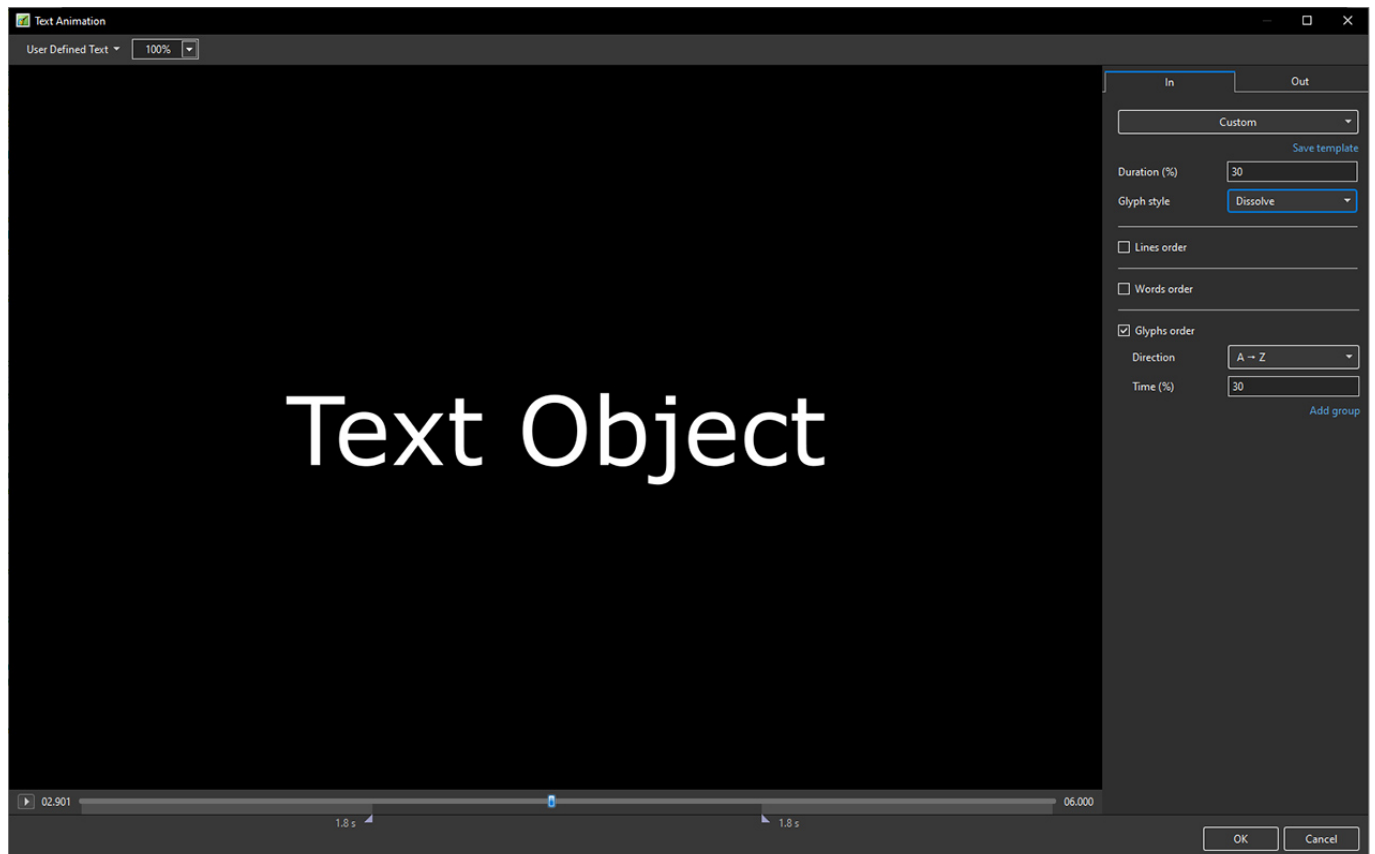 Text Animation
User Defined Text 100%
In Out
Custom
Save template
Duration (%) 30
Glyph style Dissolve
Lines order
Words order
Glyphs order
Direction A → Z
Time (%) 30
Add group
Text Object
02.901 06.000
1.8 s 1.8 s
OK Cancel